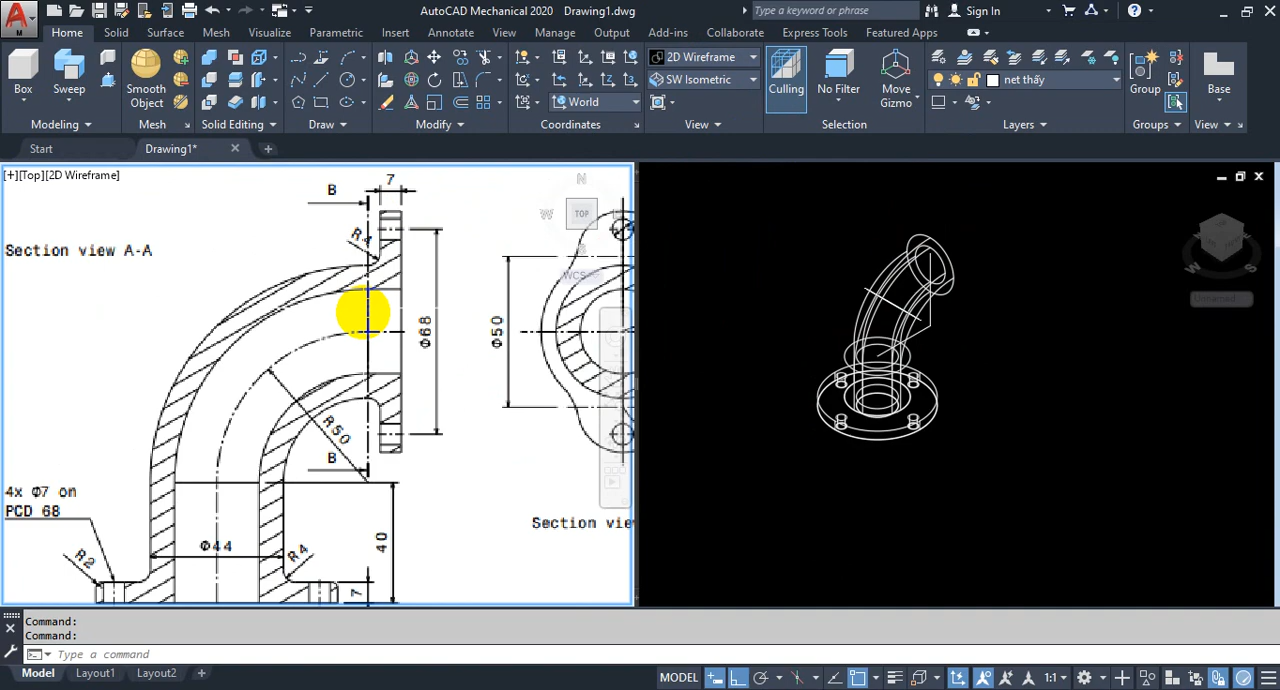 AutoCAD Mechanical 2020 Drawing1.dwg
Type a keyword or phrase
Sign In
Home Solid Surface Mesh Visualize Parametric Insert Annotate View Manage Output Add-ins Collaborate Express Tools Featured Apps
Box
Sweep
Smooth
Object
World
2D Wireframe
SW Isometric
Culling
No Filter
Move
Gizmo
net thấy
Group
Base
Modeling
Mesh
Solid Editing
Draw
Modify
Coordinates
View
Selection
Layers
Groups
View
Start
Drawing1*
[+][Top][2D Wireframe]
7
B
N
W
TOP
S
WCS
R4
Section view A-A
Φ50
Φ68
R50
B
4x Φ7 on
PCD 68
Section vie
Φ44
R4
40
R2
7
W
S
Unnamed
Command:
Command:
Type a command
Model Layout1 Layout2
MODEL
1:1